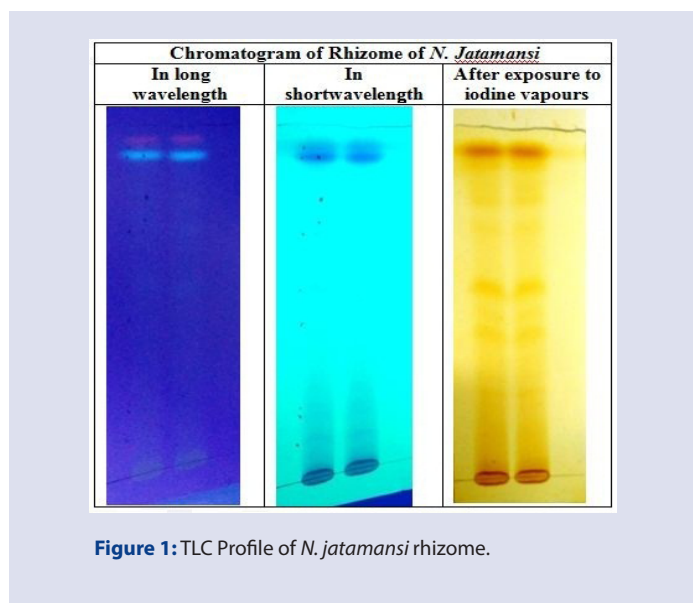 Chromatogram of Rhizome of N. Jatamansi
In long
wavelength
In
shortwavelength
After exposure to
iodine vapours
Figure 1: TLC Profile of N. jatamansi rhizome.